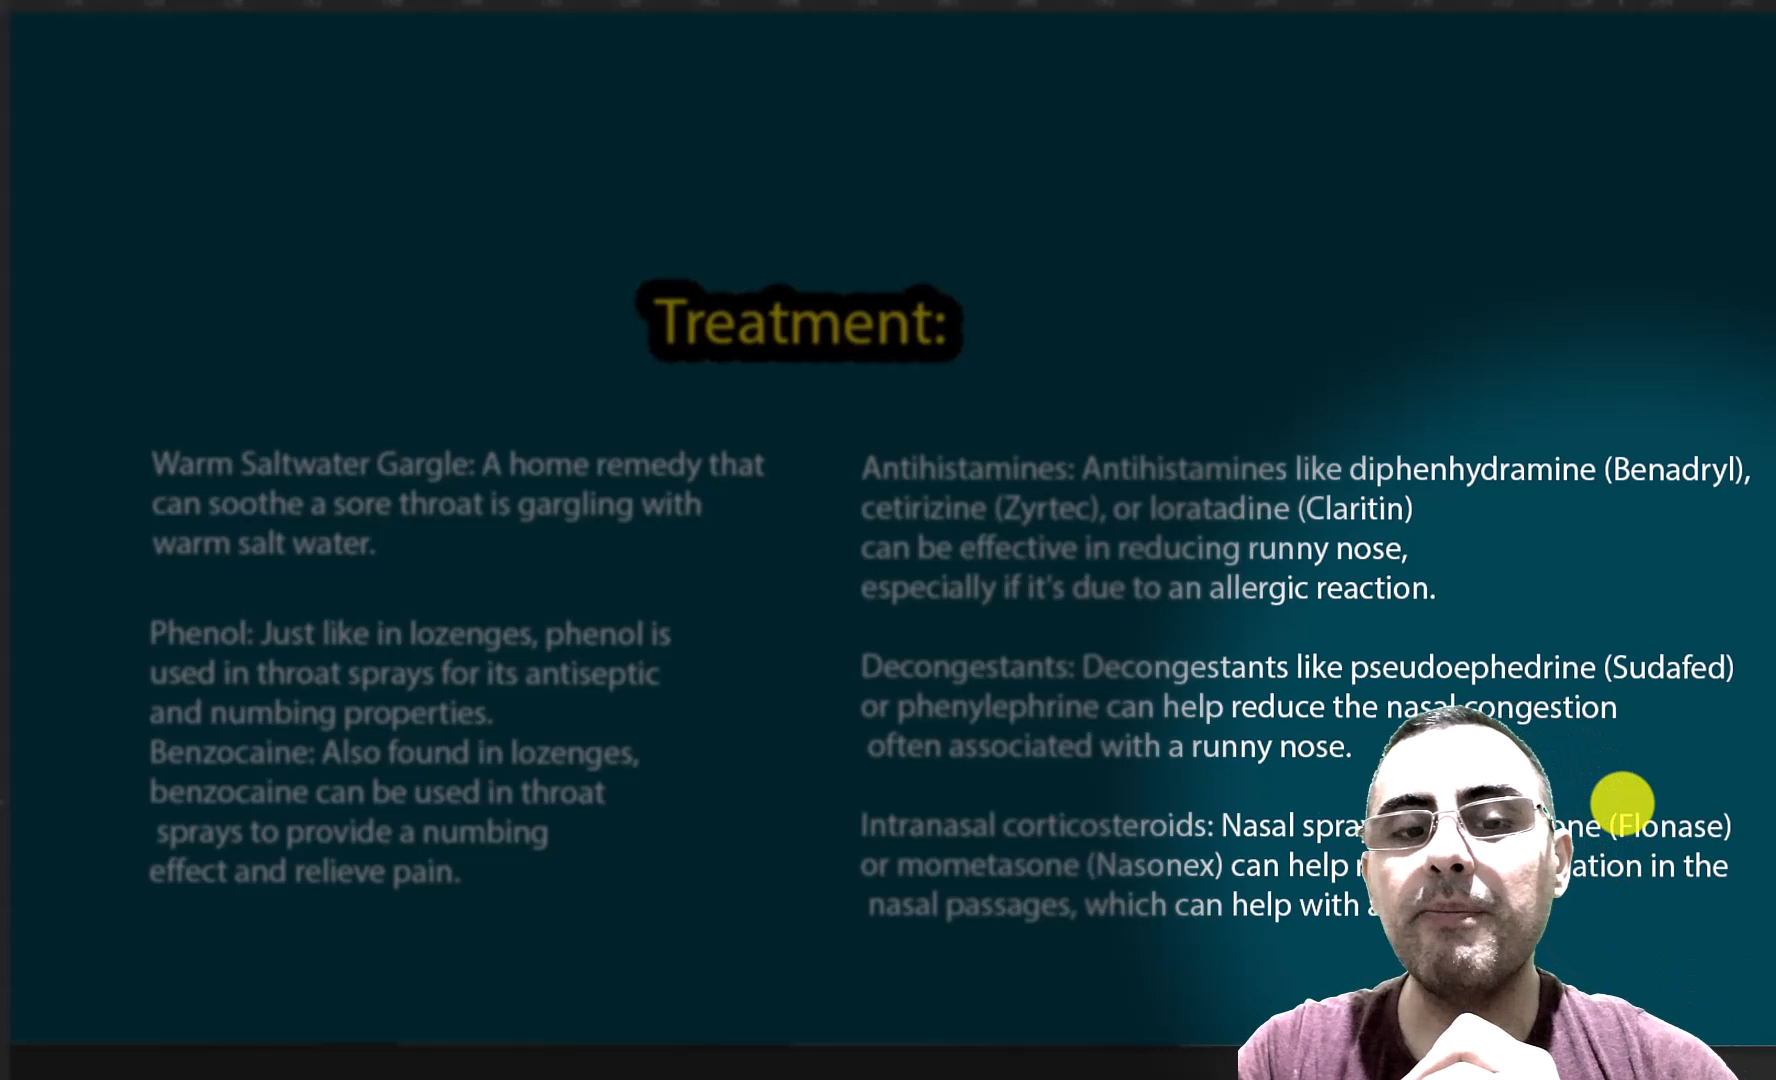 Treatment:
Warm Saltwater Gargle: A home remedy that
can soothe a sore throat is gargling with
warm salt water.
Phenol: Just like in lozenges, phenol is
used in throat sprays for its antiseptic
and numbing properties.
Benzocaine: Also found in lozenges,
benzocaine can be used in throat
sprays to provide a numbing
effect and relieve pain.
Antihistamines: Antihistamines like diphenhydramine (Benadryl),
cetirizine (Zyrtec), or loratadine (Claritin)
can be effective in reducing runny nose,
especially if it's due to an allergic reaction.
Decongestants: Decongestants like pseudoephedrine (Sudafed)
or phenylephrine can help reduce the nasal congestion
often associated with a runny nose.
Intranasal corticosteroids: Nasal (Flonase)
or mometasone (Nasonex) can help in the
nasal passages, which can help with